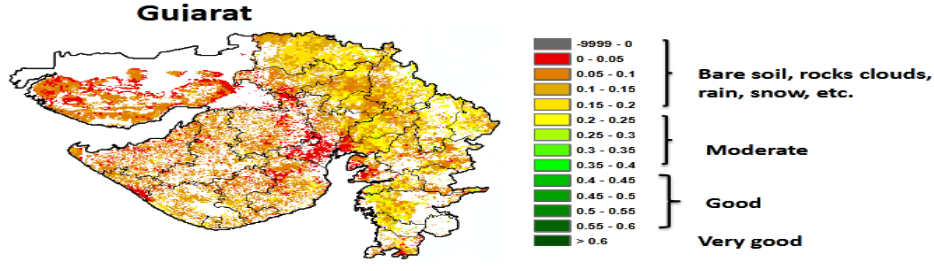 Gujarat
-9999 - 0
0 - 0.05
0.05 - 0.1
0.1 - 0.15
0.15 - 0.2
0.2 - 0.25
0.25 - 0.3
0.3 - 0.35
0.35 - 0.4
0.4 - 0.45
0.45 - 0.5
0.5 - 0.55
0.55 - 0.6
> 0.6
Bare soil, rocks clouds,
rain, snow, etc.
Moderate
Good
Very good